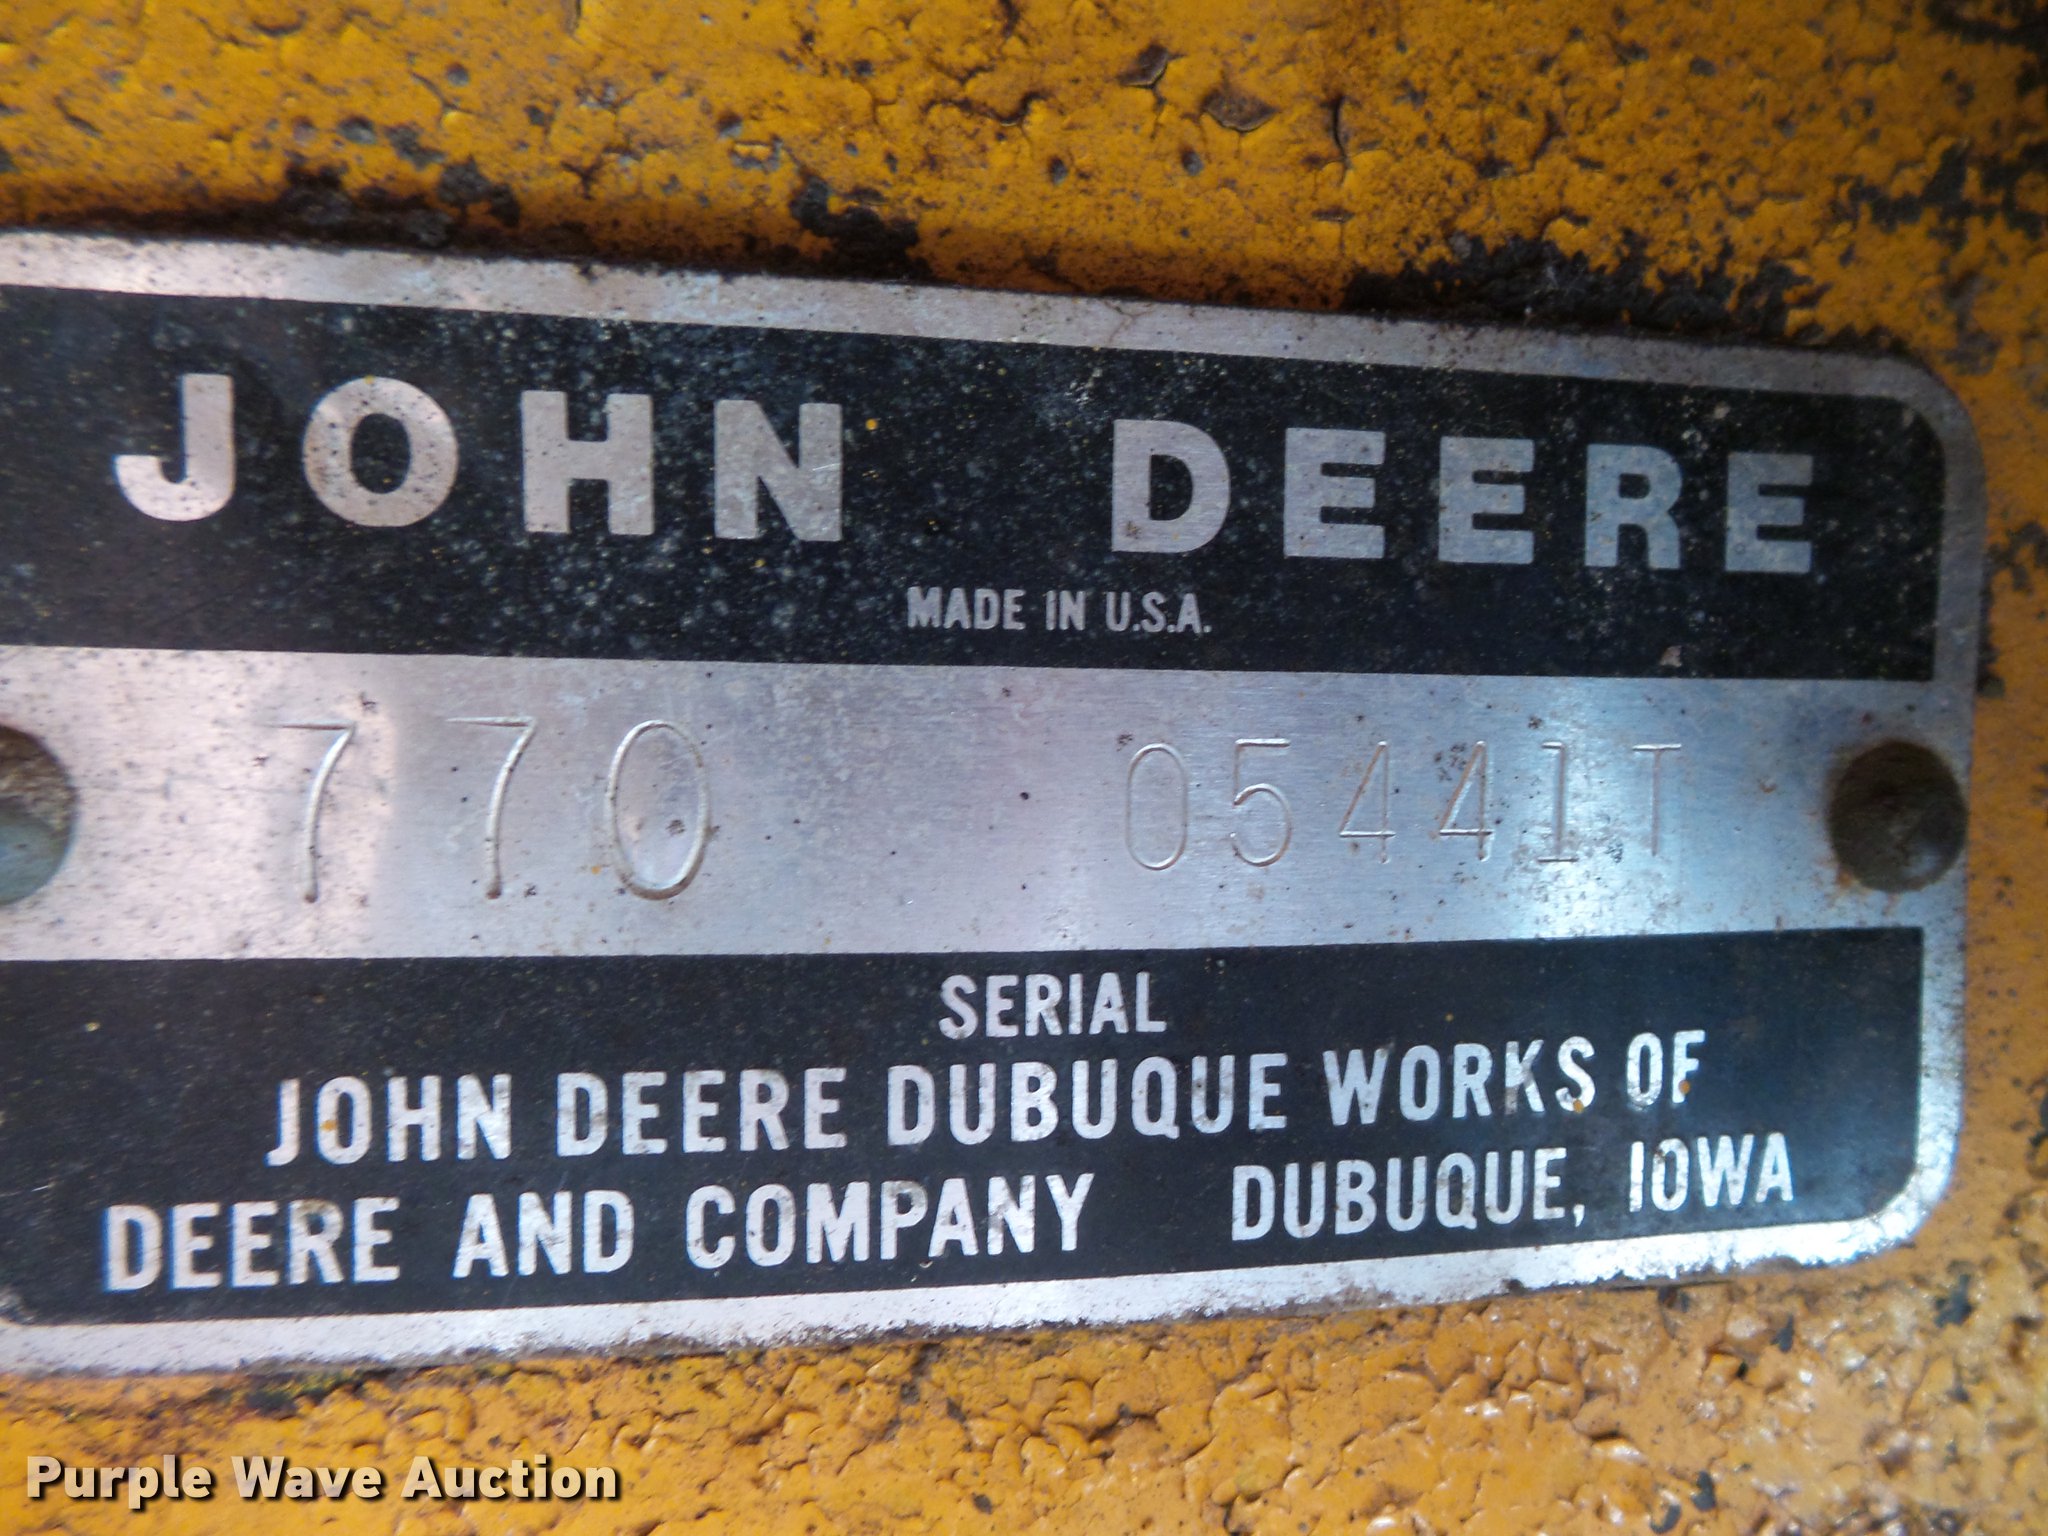 JOHN DEERE
MADE IN U.S.A.
770 05441T
SERIAL
JOHN DEERE DUBUQUE WORKS OF
DEERE AND COMPANY DUBUQUE, IOWA
Purple Wave Auction